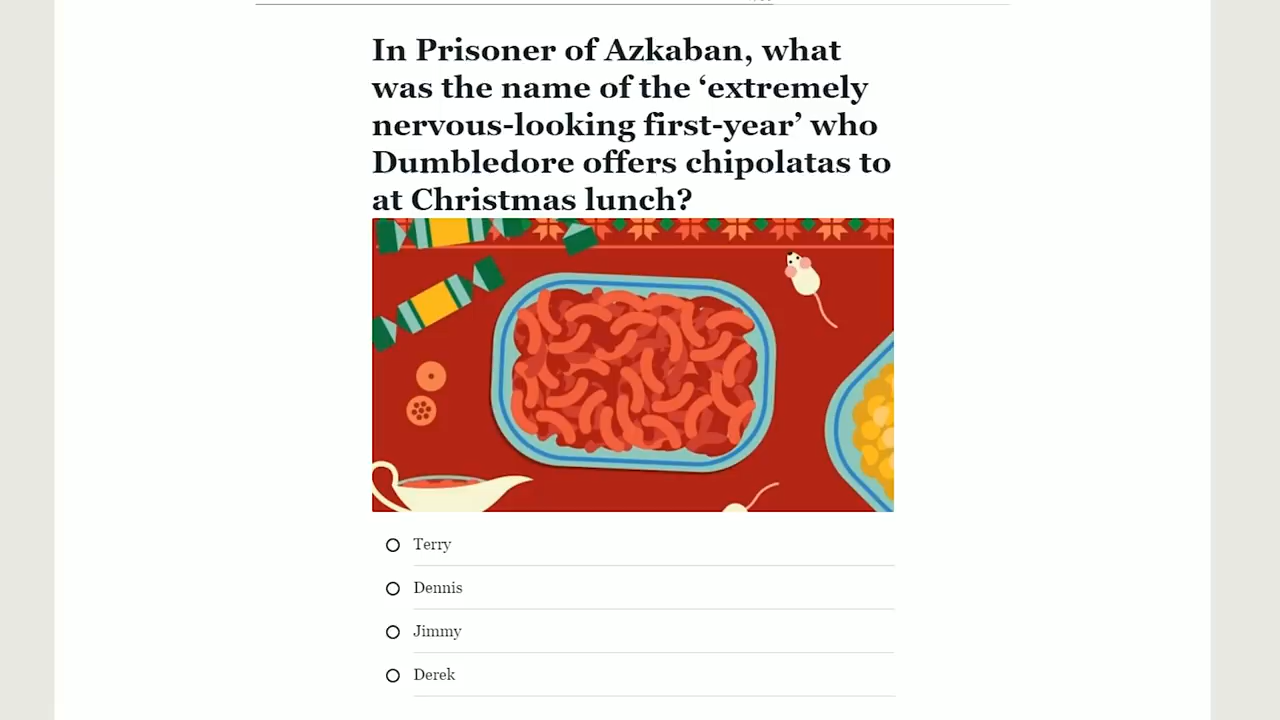 In Prisoner of Azkaban, what
was the name of the ‘extremely
nervous-looking first-year’ who
Dumbledore offers chipolatas to
at Christmas lunch?
Terry
Dennis
Jimmy
Derek